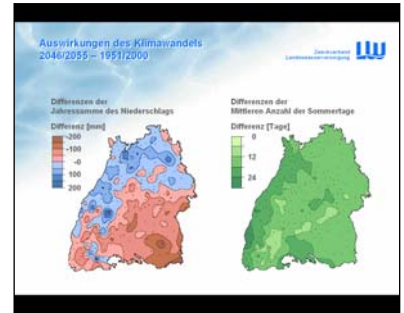 Auswirkungen des Klimawandels
2046/2055 – 1951/2000
Zweckverband
Landeswasserversorgung
LW
Differenzen der
Jahressumme des Niederschlags
Differenz [mm]
-200
-100
-0
100
200
Differenzen der
Mittleren Anzahl der Sommertage
Differenz [Tage]
0
12
24